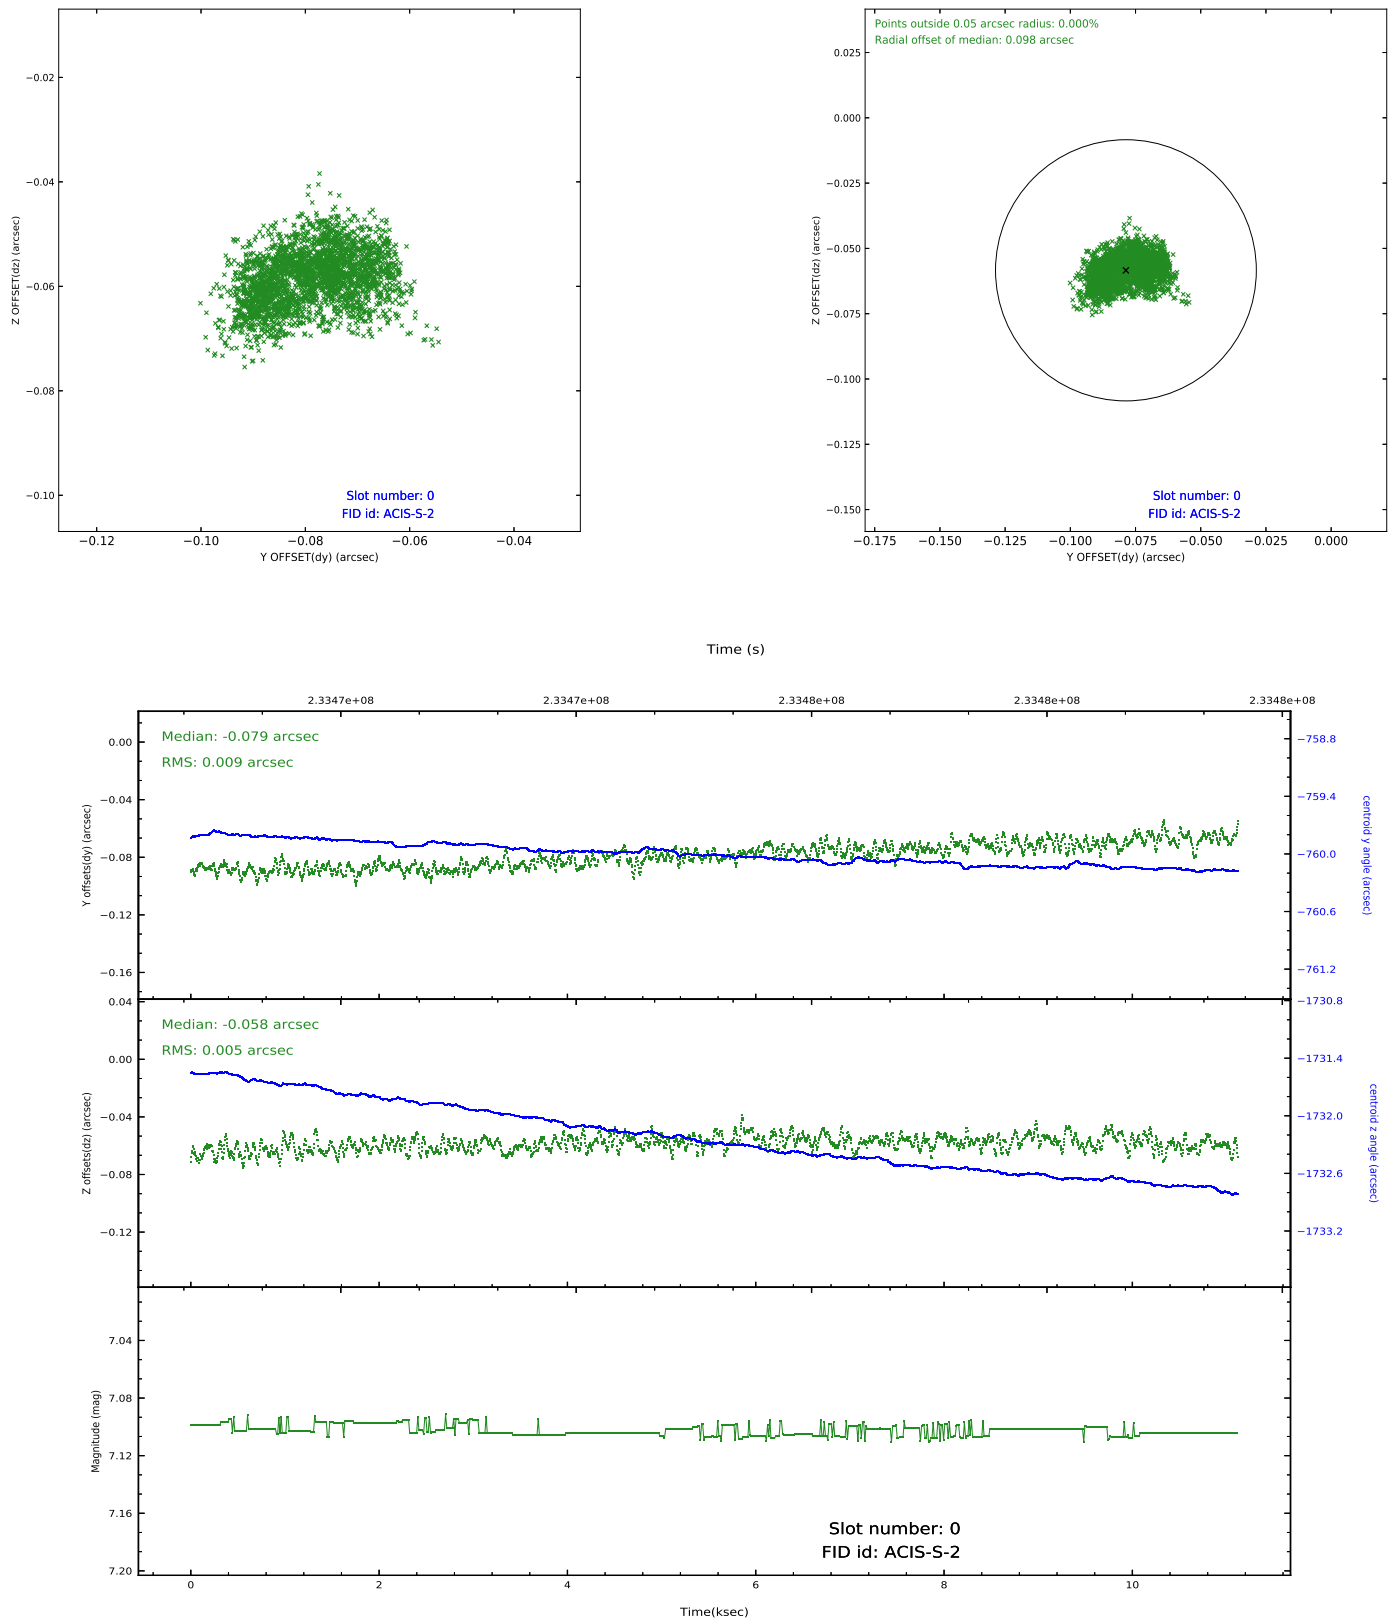 −0.02
−0.04
−0.06
−0.08
−0.10
Z OFFSET(dz) (arcsec)
Slot number: 0
FID id: ACIS-S-2
−0.12
−0.10
−0.08
−0.06
−0.04
Y OFFSET(dy) (arcsec)
Points outside 0.05 arcsec radius: 0.000%
Radial offset of median: 0.098 arcsec
0.025
0.000
−0.025
−0.050
−0.075
−0.100
−0.125
−0.150
Z OFFSET(dz) (arcsec)
Slot number: 0
FID id: ACIS-S-2
−0.175
−0.150
−0.125
−0.100
−0.075
−0.050
−0.025
0.000
Y OFFSET(dy) (arcsec)
Time (s)
2.3347e+08
2.3347e+08
2.3348e+08
2.3348e+08
2.3348e+08
Median: -0.079 arcsec
RMS: 0.009 arcsec
0.00
−0.04
−0.08
−0.12
−0.16
Y offsets(dy) (arcsec)
−758.8
−759.4
−760.0
−760.6
−761.2
centroid y angle (arcsec)
Median: -0.058 arcsec
RMS: 0.005 arcsec
0.04
0.00
−0.04
−0.08
−0.12
Z offsets(dz) (arcsec)
−1730.8
−1731.4
−1732.0
−1732.6
−1733.2
centroid z angle (arcsec)
7.04
7.08
7.12
7.16
7.20
Magnitude (mag)
Slot number: 0
FID id: ACIS-S-2
0
2
4
6
8
10
Time(ksec)